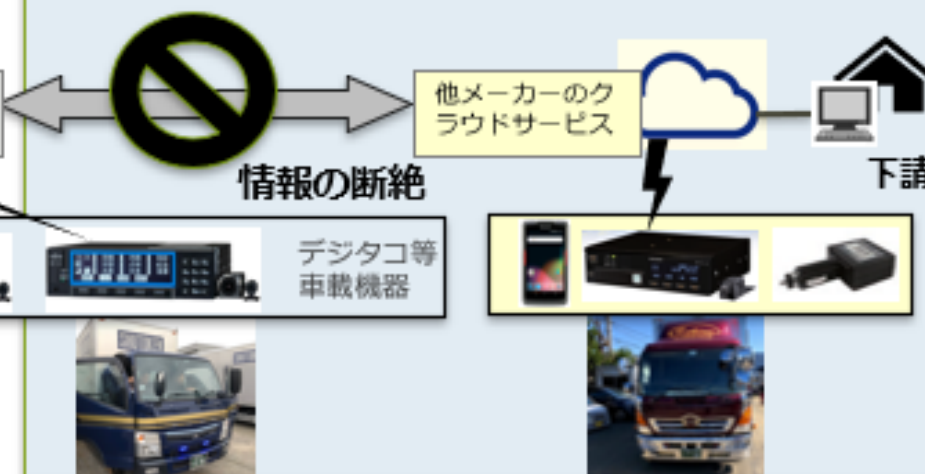 他メーカーのク
ラウドサービス
情報の断絶
下請
デジタコ等
車載機器